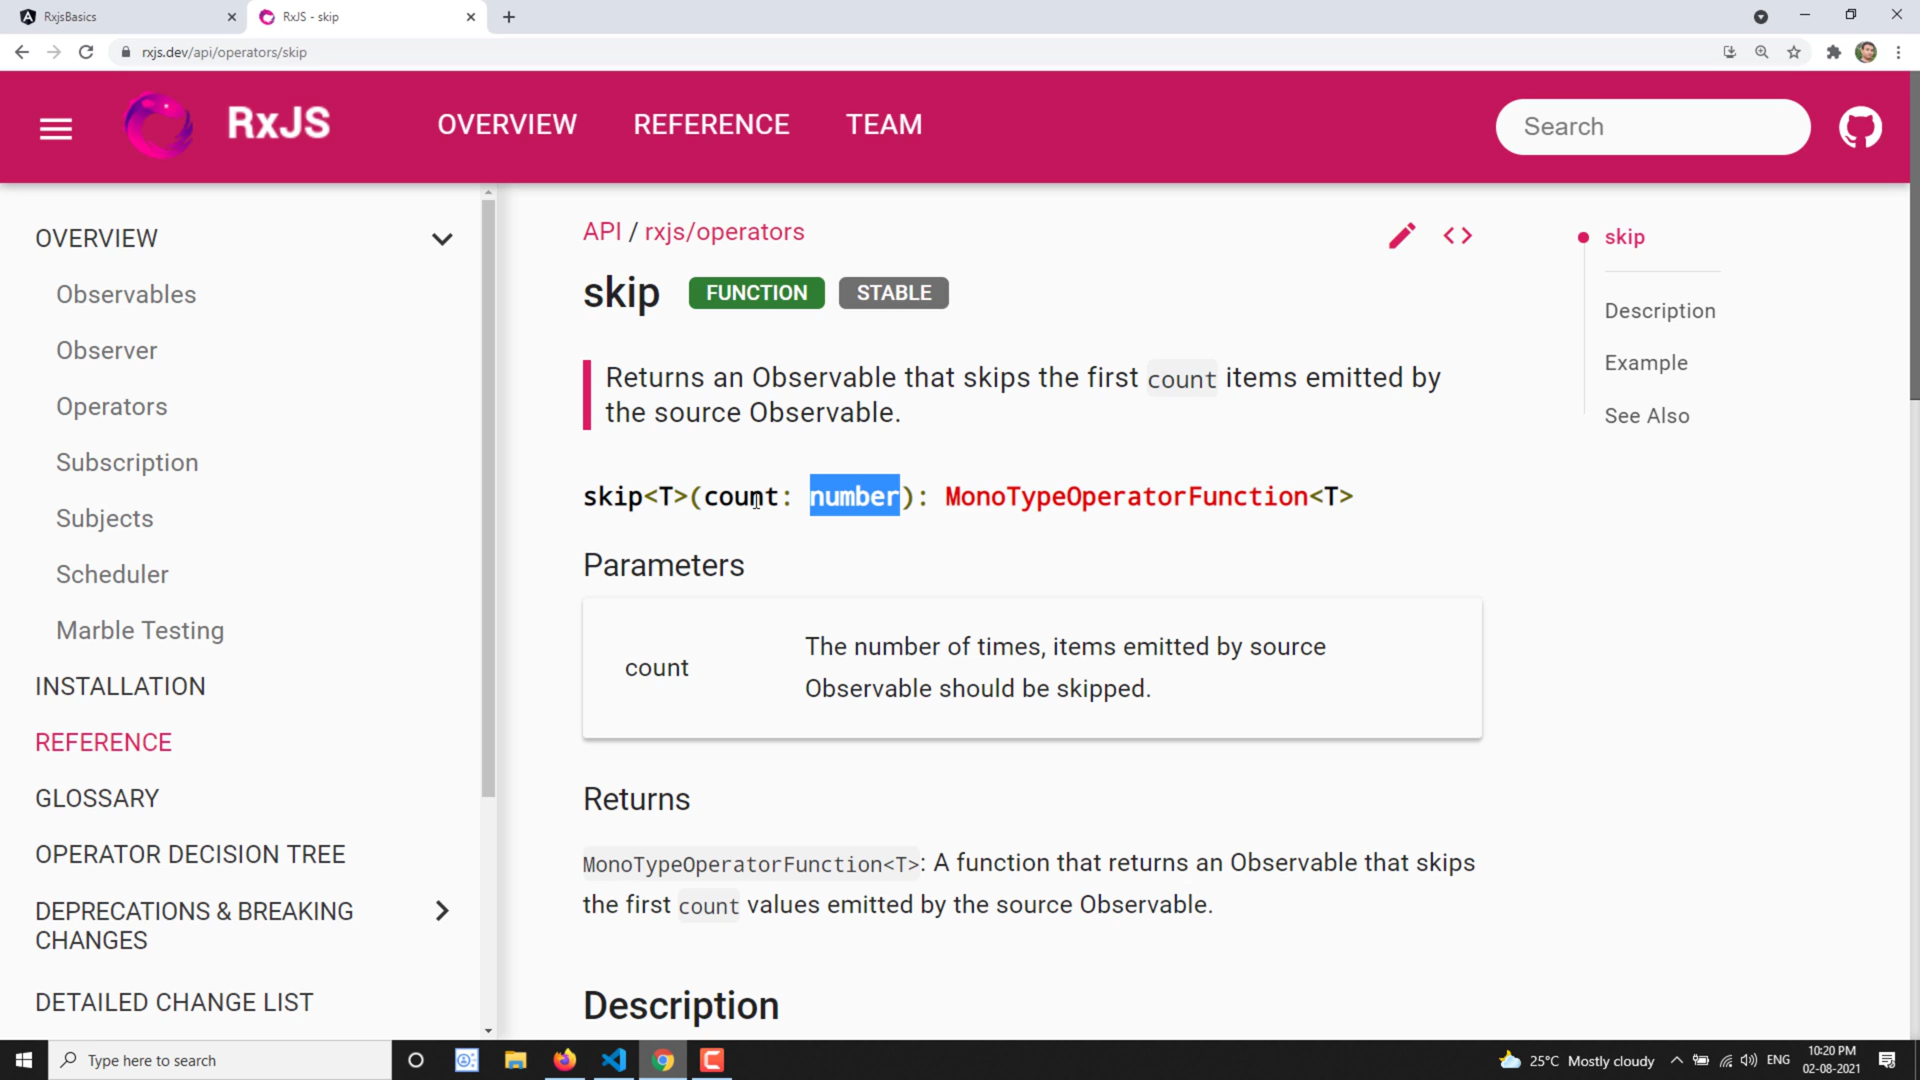 RxjsBasics
RxJS - skip
rxjs.dev/api/operators/skip
RxJS
OVERVIEW
REFERENCE
TEAM
Search
OVERVIEW
Observables
Observer
Operators
Subscription
Subjects
Scheduler
Marble Testing
INSTALLATION
REFERENCE
GLOSSARY
OPERATOR DECISION TREE
DEPRECATIONS & BREAKING
CHANGES
DETAILED CHANGE LIST
API / rxjs/operators
skip FUNCTION STABLE
Returns an Observable that skips the first count items emitted by
the source Observable.
skip<T>(count: number): MonoTypeOperatorFunction<T>
Parameters
count
The number of times, items emitted by source
Observable should be skipped.
Returns
MonoTypeOperatorFunction<T>: A function that returns an Observable that skips
the first count values emitted by the source Observable.
Description
skip
Description
Example
See Also
Type here to search
25°C Mostly cloudy
ENG
10:20 PM
02-08-2021